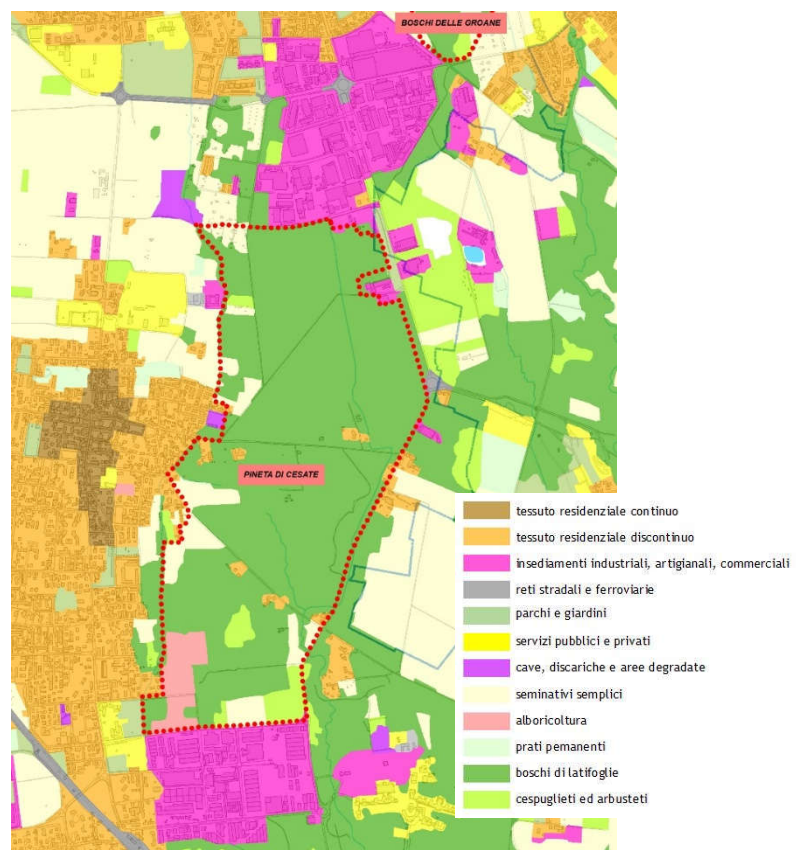 BOSCHI DELLE GROANE
PINETA DI CESATE
tessuto residenziale continuo
tessuto residenziale discontinuo
insediamenti industriali, artigianali, commerciali
reti stradali e ferroviarie
parchi e giardini
servizi pubblici e privati
cave, discariche e aree degradate
seminativi semplici
alboricoltura
prati pemanenti
boschi di latifoglie
cespuglieti ed arbusteti